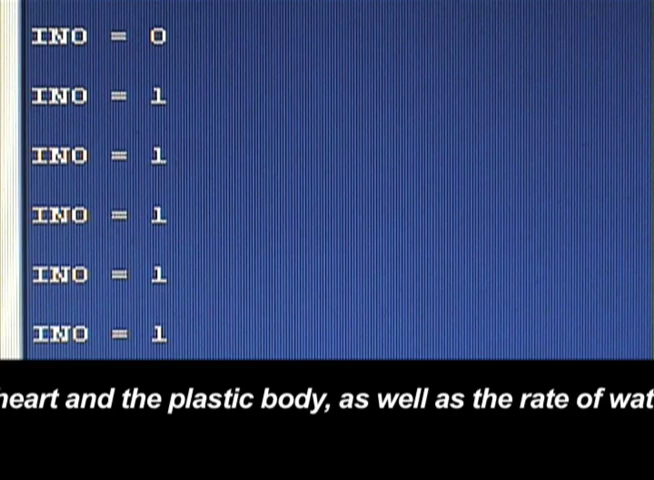 INO = 0
INO = 1
INO = 1
INO = 1
INO = 1
INO = 1
heart and the plastic body, as well as the rate of wat